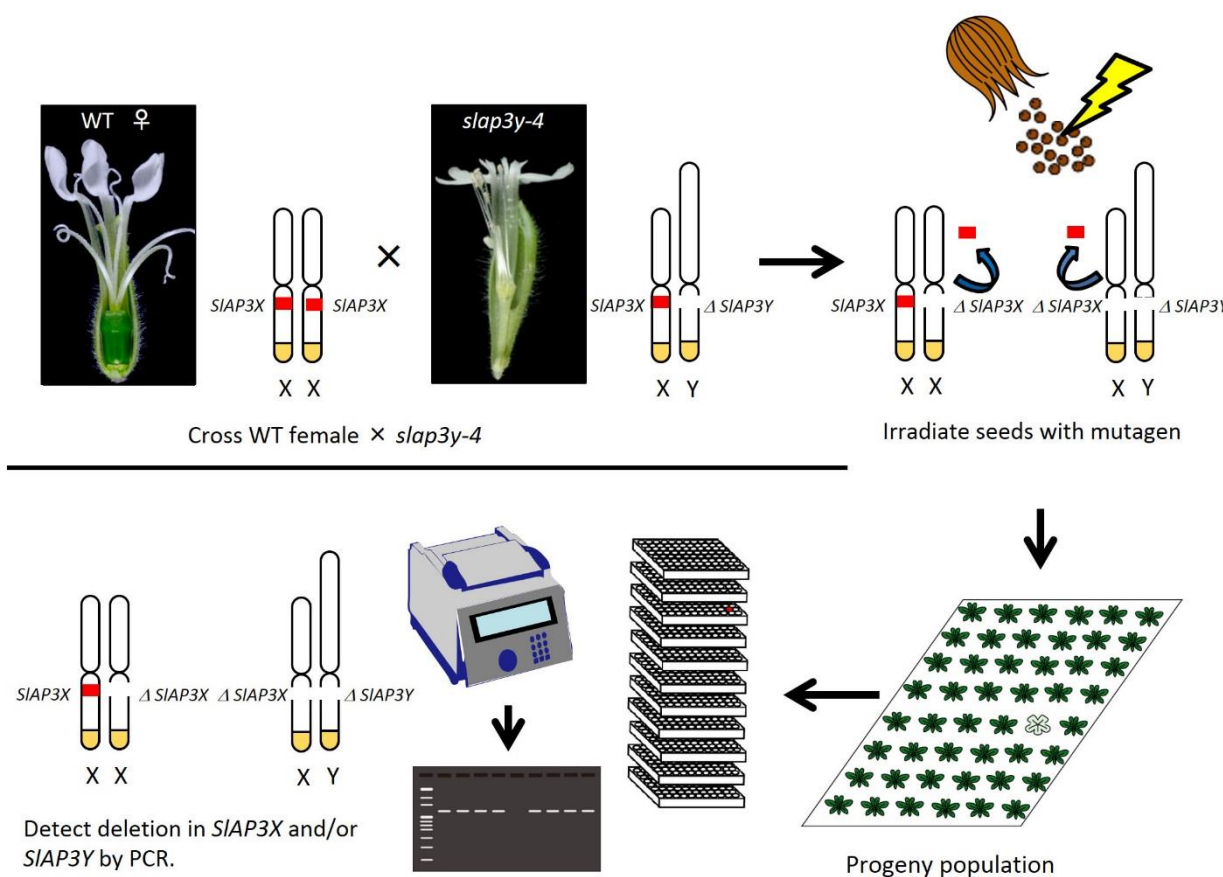 WT ♀
slap3y-4
SlAP3X
SlAP3X
X X
×
SlAP3X
Δ SlAP3Y
X Y
SlAP3X
Δ SlAP3X
X X
Δ SlAP3X
Δ SlAP3Y
X Y
Cross WT female × slap3y-4
Irradiate seeds with mutagen
SlAP3X
Δ SlAP3X
X X
Δ SlAP3X
Δ SlAP3Y
X Y
Detect deletion in SlAP3X and/or
SlAP3Y by PCR.
Progeny population